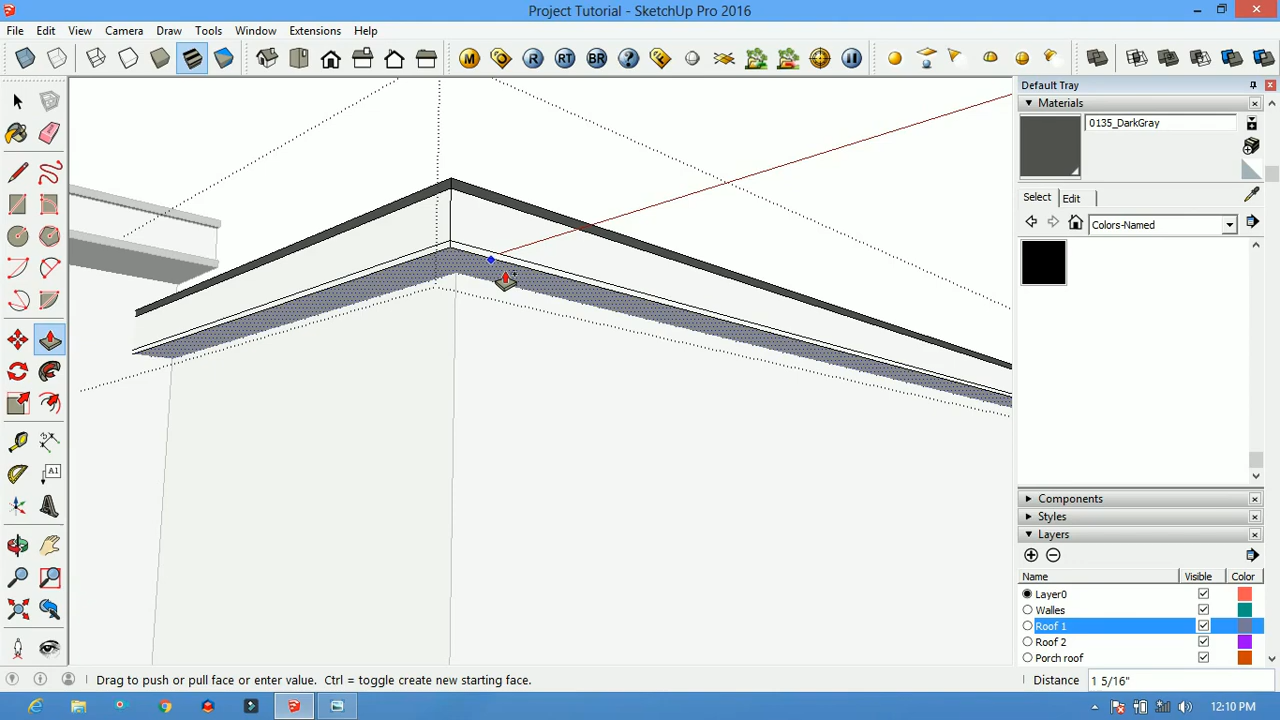 Project Tutorial - SketchUp Pro 2016
File Edit View Camera Draw Tools Window Extensions Help
M R RT BR ? F
Default Tray
Materials
0135_DarkGray
Select Edit
Colors-Named
A1
Components
Styles
Layers
Name Visible Color
Layer0
Walles
Roof 1
Roof 2
Porch roof
Drag to push or pull face or enter value. Ctrl = toggle create new starting face.
Distance 1 5/16"
12:10 PM